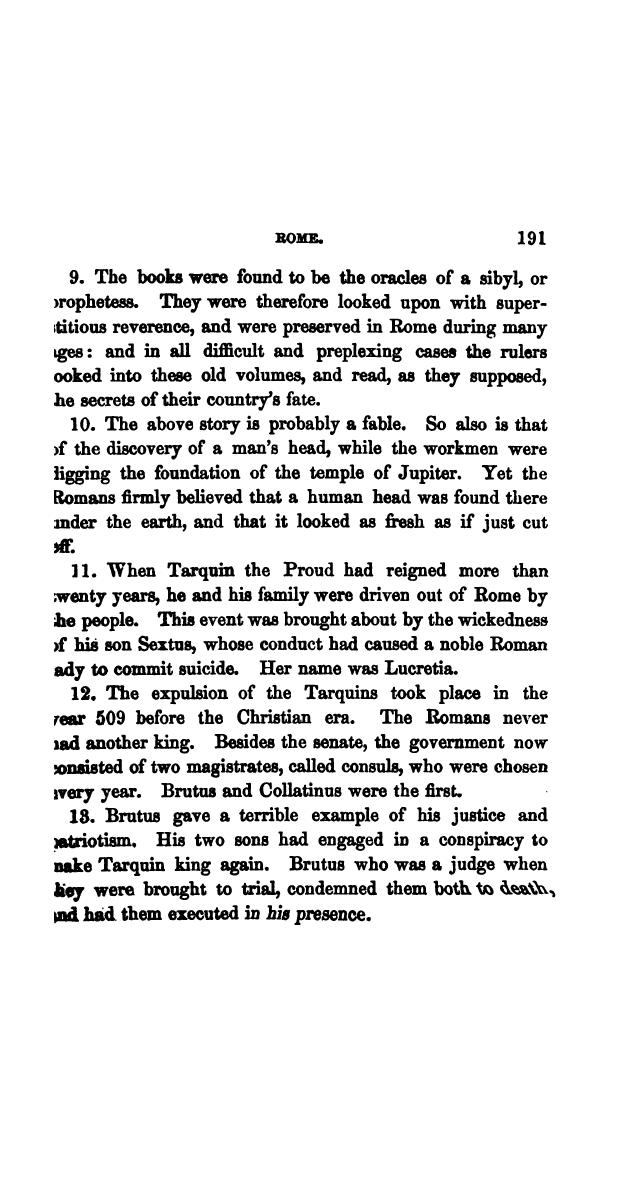 ROME. 191
9. The books were found to be the oracles of a sibyl, or
prophetess. They were therefore looked upon with super-
stitious reverence, and were preserved in Rome during many
ages: and in all difficult and preplexing cases the rulers
ooked into these old volumes, and read, as they supposed,
the secrets of their country's fate.
10. The above story is probably a fable. So also is that
of the discovery of a man's head, while the workmen were
digging the foundation of the temple of Jupiter. Yet the
Romans firmly believed that a human head was found there
under the earth, and that it looked as fresh as if just cut
off.
11. When Tarquin the Proud had reigned more than
twenty years, he and his family were driven out of Rome by
the people. This event was brought about by the wickedness
of his son Sextus, whose conduct had caused a noble Roman
ady to commit suicide. Her name was Lucretia.
12. The expulsion of the Tarquins took place in the
year 509 before the Christian era. The Romans never
had another king. Besides the senate, the government now
consisted of two magistrates, called consuls, who were chosen
every year. Brutus and Collatinus were the first.
13. Brutus gave a terrible example of his justice and
patriotism. His two sons had engaged in a conspiracy to
make Tarquin king again. Brutus who was a judge when
they were brought to trial, condemned them both to death,
and had them executed in his presence.